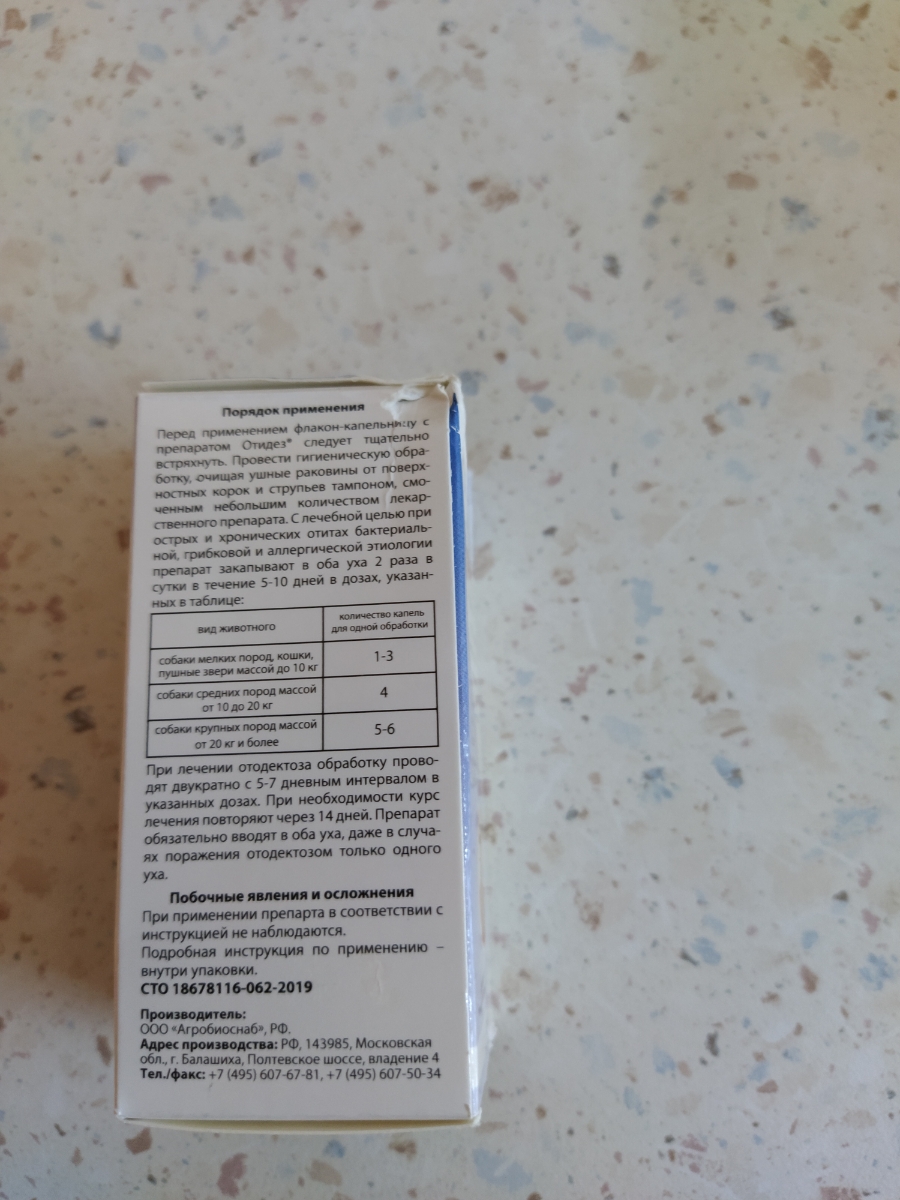 Порядок применения
Перед применением флакон-капельницу с
препаратом Отидез® следует тщательно
встряхнуть. Провести гигиеническую обра-
ботку, очищая ушные раковины от поверх-
ностных корок и струпьев тампоном, смо-
ченным небольшим количеством лекар-
ственного препарата. С лечебной целью при
острых и хронических отитах бактериаль-
ной, грибковой и аллергической этиологии
препарат закапывают в оба уха 2 раза в
сутки в течение 5-10 дней в дозах, указан-
ных в таблице:
вид животного
количество капель
для одной обработки
собаки мелких пород, кошки,
пушные звери массой до 10 кг
1-3
собаки средних пород массой
от 10 до 20 кг
4
собаки крупных пород массой
от 20 кг и более
5-6
При лечении отодектоза обработку прово-
дят двукратно с 5-7 дневным интервалом в
указанных дозах. При необходимости курс
лечения повторяют через 14 дней. Препарат
обязательно вводят в оба уха, даже в случа-
ях поражения отодектозом только одного
уха.
Побочные явления и осложнения
При применении препарта в соответствии с
инструкцией не наблюдаются.
Подробная инструкция по применению –
внутри упаковки.
СТО 18678116-062-2019
Производитель:
ООО «Агробиоснаб», РФ.
Адрес производства: РФ, 143985, Московская
обл., г. Балашиха, Полтевское шоссе, владение 4
Тел./факс: +7 (495) 607-67-81, +7 (495) 607-50-34